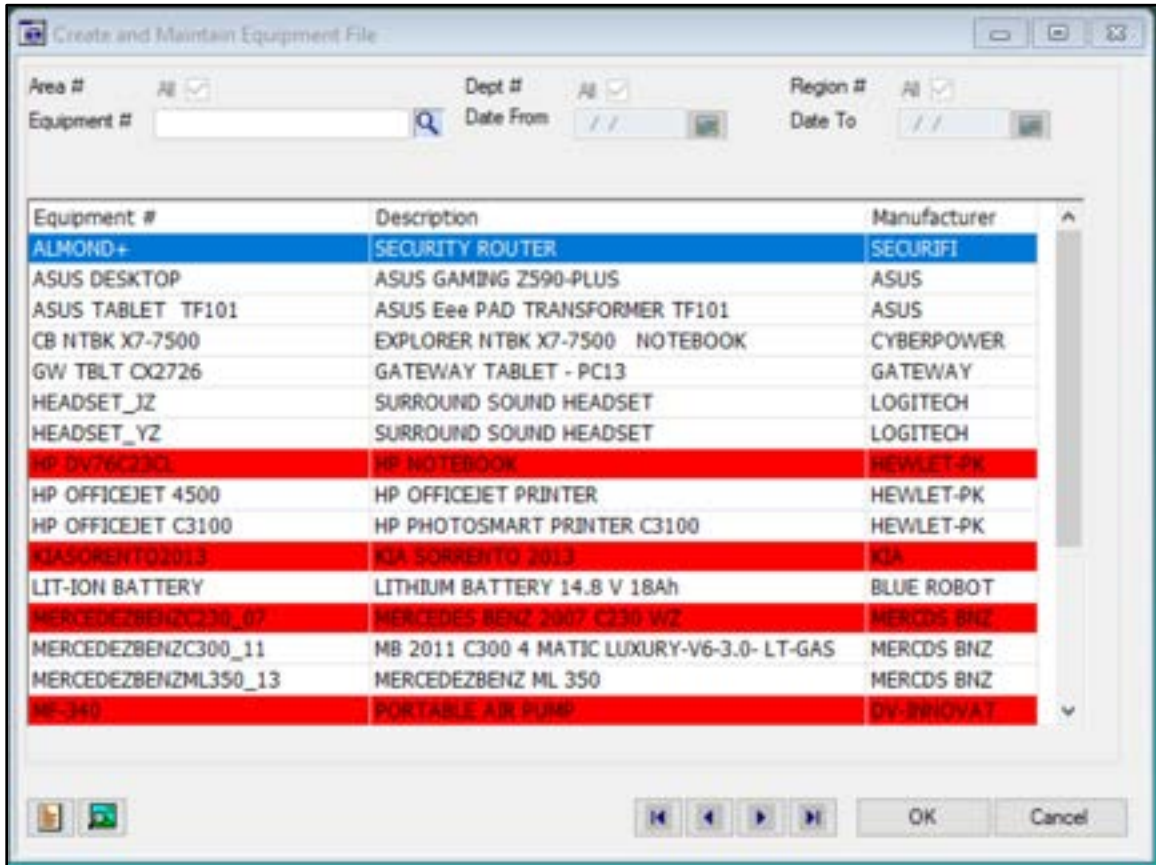 Create and Maintain Equipment File
Area # All Dept # All Region # All
Equipment # Date From / / Date To / /
Equipment # Description Manufacturer
ALMOND+ SECURITY ROUTER SECURIFI
ASUS DESKTOP ASUS GAMING Z590-PLUS ASUS
ASUS TABLET TF101 ASUS Eee PAD TRANSFORMER TF101 ASUS
CB NTBK X7-7500 EXPLORER NTBK X7-7500 NOTEBOOK CYBERPOWER
GW TBLT CX2726 GATEWAY TABLET - PC13 GATEWAY
HEADSET_JZ SURROUND SOUND HEADSET LOGITECH
HEADSET_YZ SURROUND SOUND HEADSET LOGITECH
HP DV76C23CL HP NOTEBOOK HEWLET-PK
HP OFFICEJET 4500 HP OFFICEJET PRINTER HEWLET-PK
HP OFFICEJET C3100 HP PHOTOSMART PRINTER C3100 HEWLET-PK
KIASORENTO2013 KIA SORRENTO 2013 KIA
LIT-ION BATTERY LITHIUM BATTERY 14.8 V 18Ah BLUE ROBOT
MERCEDEZBENZC230_07 MERCEDES BENZ 2007 C230 WZ MERCDS BNZ
MERCEDEZBENZC300_11 MB 2011 C300 4 MATIC LUXURY-V6-3.0- LT-GAS MERCDS BNZ
MERCEDEZBENZML350_13 MERCEDEZBENZ ML 350 MERCDS BNZ
MF-340 PORTABLE AIR PUMP DV-INNOVAT
OK Cancel